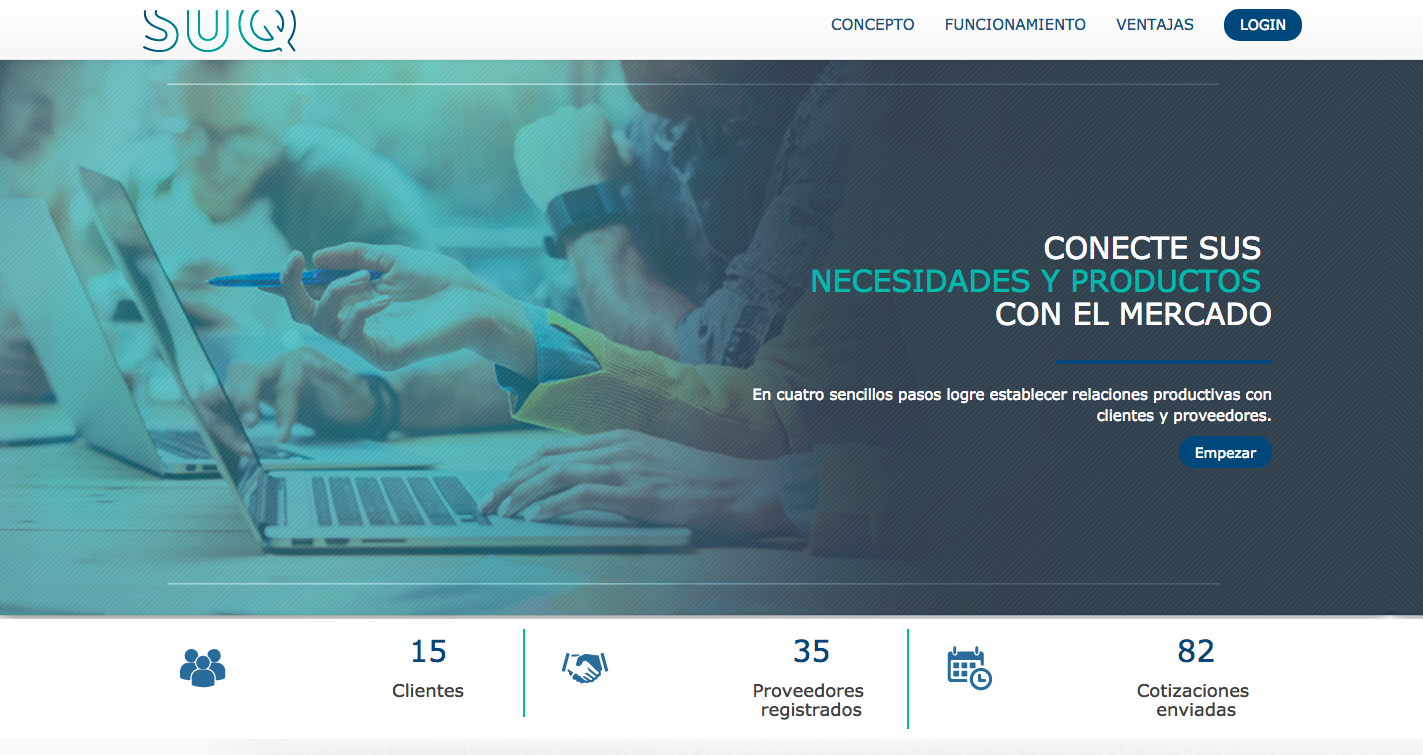 SUQ
CONCEPTO
FUNCIONAMIENTO
VENTAJAS
LOGIN
CONECTE SUS
NECESIDADES Y PRODUCTOS
CON EL MERCADO
En cuatro sencillos pasos logre establecer relaciones productivas con
clientes y proveedores.
Empezar
15
Clientes
35
Proveedores
registrados
82
Cotizaciones
enviadas